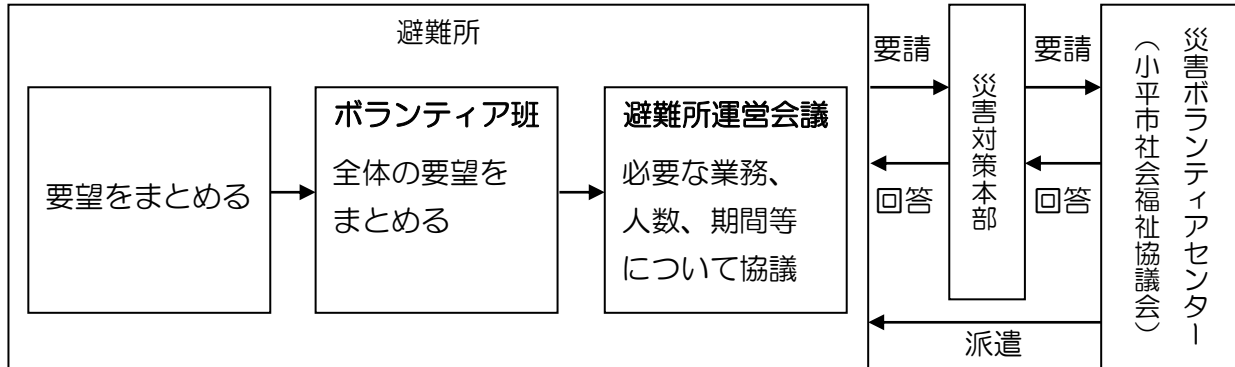 避難所
要望をまとめる
ボランティア班
全体の要望を
まとめる
避難所運営会議
必要な業務、
人数、期間等
について協議
要請
回答
災害対策本部
要請
回答
派遣
災害ボランティアセンター
（小平市社会福祉協議会）